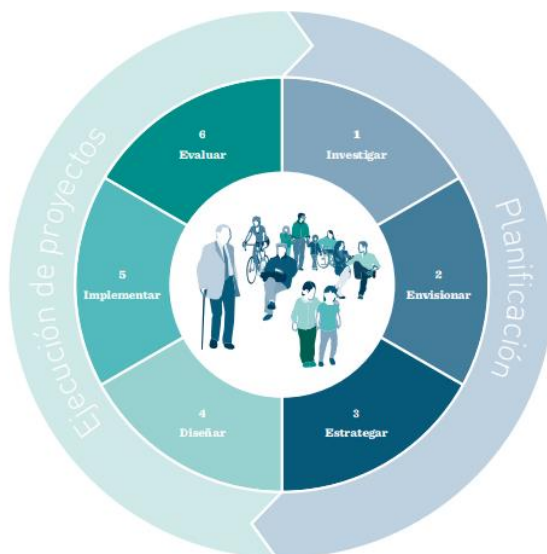 1
Investigar
2
Envisionar
3
Estrategar
4
Diseñar
5
Implementar
6
Evaluar
Planificación
Ejecución de proyectos